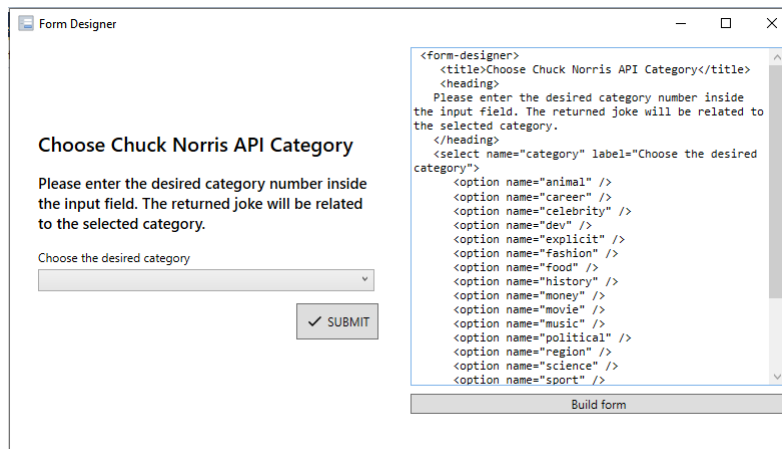 Form Designer
Choose Chuck Norris API Category
Please enter the desired category number inside
the input field. The returned joke will be related
to the selected category.
Choose the desired category
SUBMIT
<form-designer>
<title>Choose Chuck Norris API Category</title>
<heading>
Please enter the desired category number inside
the input field. The returned joke will be related to
the selected category.
</heading>
<select name="category" label="Choose the desired
category">
<option name="animal" />
<option name="career" />
<option name="celebrity" />
<option name="dev" />
<option name="explicit" />
<option name="fashion" />
<option name="food" />
<option name="history" />
<option name="money" />
<option name="movie" />
<option name="music" />
<option name="political" />
<option name="region" />
<option name="science" />
<option name="sport" />
Build form